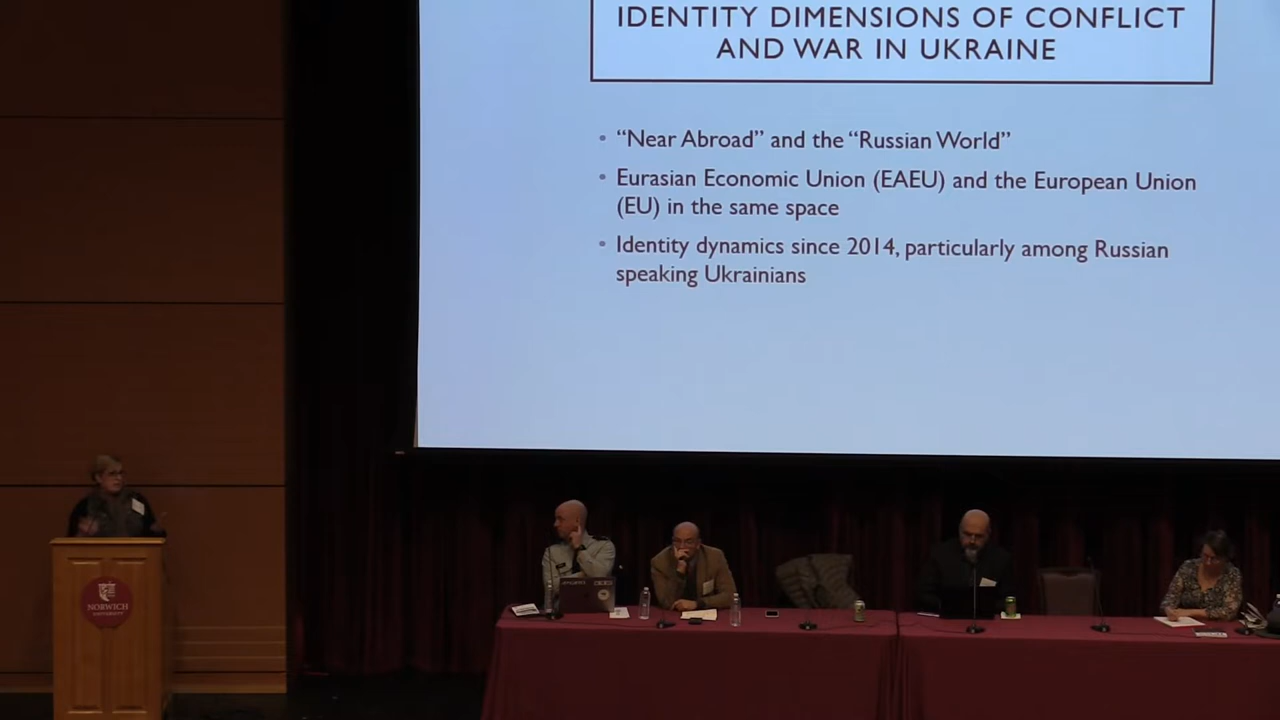 IDENTITY DIMENSIONS OF CONFLICT
AND WAR IN UKRAINE
• “Near Abroad” and the “Russian World”
• Eurasian Economic Union (EAEU) and the European Union
(EU) in the same space
• Identity dynamics since 2014, particularly among Russian
speaking Ukrainians
NORWICH
UNIVERSITY